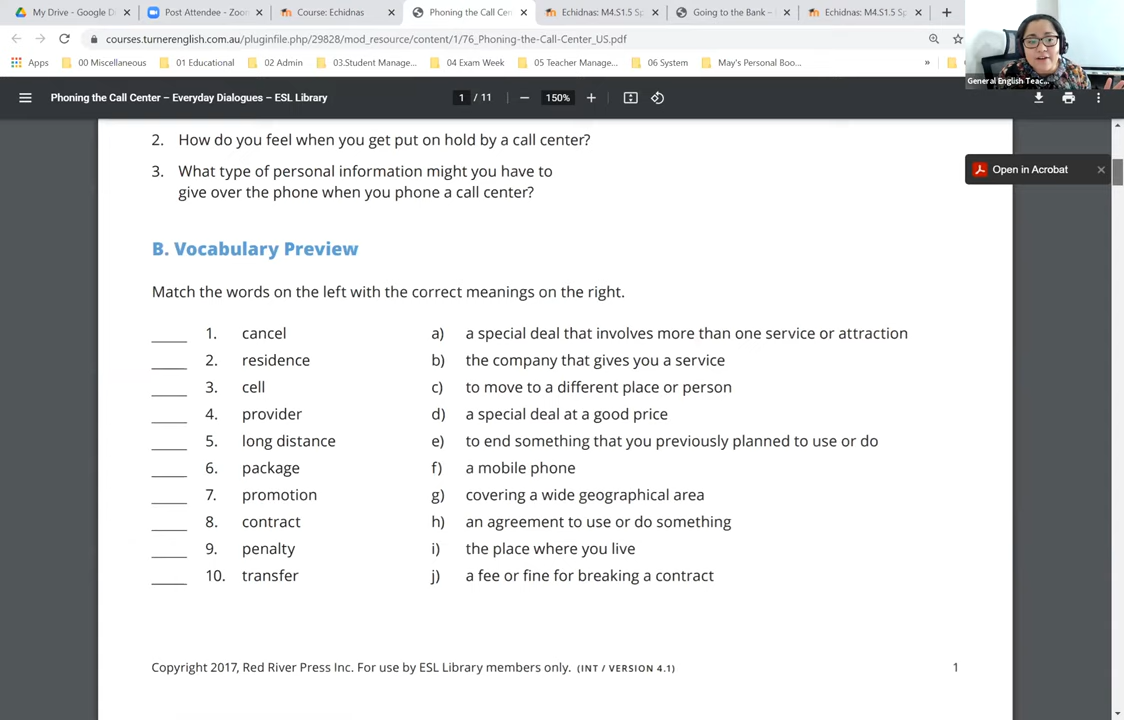 My Drive - Google D
Post Attendee - Zoo
Course: Echidnas
Phoning the Call Cen
Echidnas: M4.S1.5 Sp
Going to the Bank –
Echidnas: M4.S1.5 Sp
courses.turnerenglish.com.au/pluginfile.php/29828/mod_resource/content/1/76_Phoning-the-Call-Center_US.pdf
Apps 00 Miscellaneous 01 Educational 02 Admin 03.Student Manage... 04 Exam Week 05 Teacher Manage... 06 System May's Personal Boo... »
General English Teac...
Phoning the Call Center – Everyday Dialogues – ESL Library 1 / 11 150%
Open in Acrobat
2. How do you feel when you get put on hold by a call center?
3. What type of personal information might you have to
give over the phone when you phone a call center?
B. Vocabulary Preview
Match the words on the left with the correct meanings on the right.
____ 1. cancel a) a special deal that involves more than one service or attraction
____ 2. residence b) the company that gives you a service
____ 3. cell c) to move to a different place or person
____ 4. provider d) a special deal at a good price
____ 5. long distance e) to end something that you previously planned to use or do
____ 6. package f) a mobile phone
____ 7. promotion g) covering a wide geographical area
____ 8. contract h) an agreement to use or do something
____ 9. penalty i) the place where you live
____ 10. transfer j) a fee or fine for breaking a contract
Copyright 2017, Red River Press Inc. For use by ESL Library members only. (INT / VERSION 4.1) 1